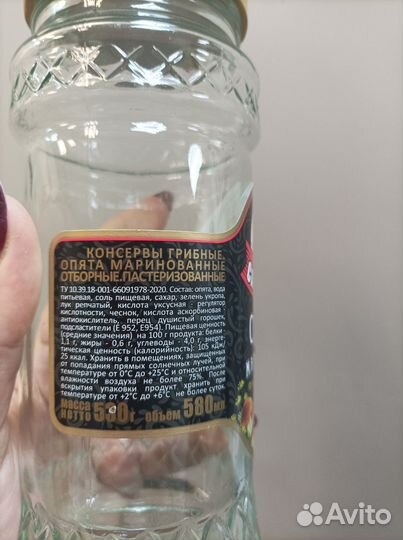 КОНСЕРВЫ ГРИБНЫЕ.
ОПЯТА МАРИНОВАННЫЕ
ОТБОРНЫЕ.ПАСТЕРИЗОВАННЫЕ
ТУ 10.39.18-001-66091978-2020. Состав: опята, вода
питьевая, соль пищевая, сахар, зелень укропа,
лук репчатый, кислота уксусная - регулятор
кислотности, чеснок, кислота аскорбиновая -
антиокислитель, перец душистый горошек,
подсластители (Е 952, Е954). Пищевая ценность
(средние значения) на 100 г продукта: белки -
1,1 г, жиры - 0,6 г, углеводы - 4,0 г, энерге-
тическая ценность (калорийность): 105 кДж/
25 ккал. Хранить в помещениях, защищенных
от попадания прямых солнечных лучей, при
температуре от 0°С до +25°С и относительной
влажности воздуха не более 75%. После
вскрытия упаковки продукт хранить при
температуре от +2°С до +6°С не более суток.
масса нетто 530г объем 580мл
Avito